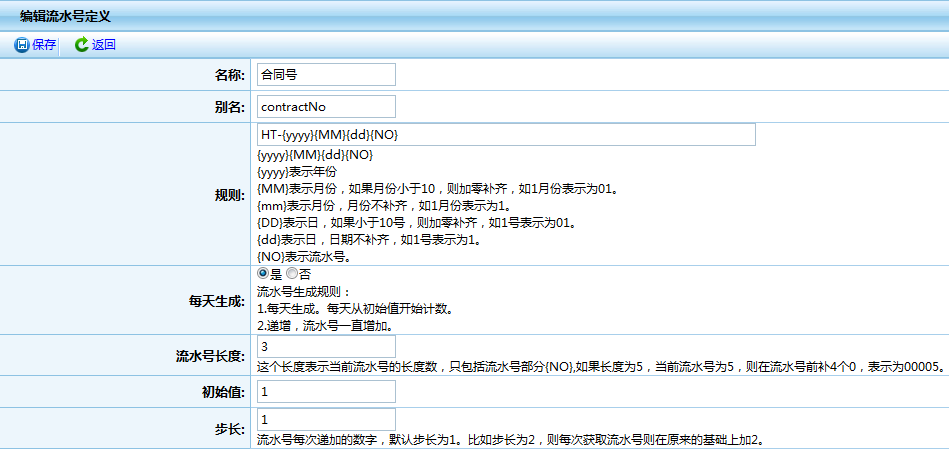 编辑流水号定义
保存 返回
名称: 合同号
别名: contractNo
HT-{yyyy}{MM}{dd}{NO}
{yyyy}{MM}{dd}{NO}
{yyyy}表示年份
{MM}表示月份，如果月份小于10，则加零补齐，如1月份表示为01。
规则:
{mm}表示月份，月份不补齐，如1月份表示为1。
{DD}表示日，如果小于10号，则加零补齐，如1号表示为01。
{dd}表示日，日期不补齐，如1号表示为1。
{NO}表示流水号。
是 否
流水号生成规则：
每天生成:
1.每天生成。每天从初始值开始计数。
2.递增，流水号一直增加。
流水号长度: 3
这个长度表示当前流水号的长度数，只包括流水号部分{NO},如果长度为5，当前流水号为5，则在流水号前补4个0，表示为00005。
初始值: 1
步长: 1
流水号每次递加的数字，默认步长为1。比如步长为2，则每次获取流水号则在原来的基础上加2。